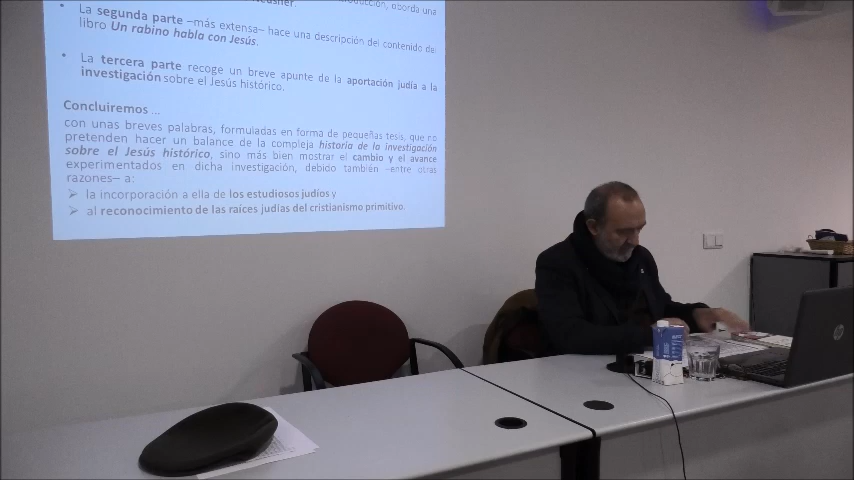 Neusner.
introducción, aborda una
• La segunda parte –más extensa– hace una descripción del contenido del
libro Un rabino habla con Jesús.
• La tercera parte recoge un breve apunte de la aportación judía a la
investigación sobre el Jesús histórico.
Concluiremos ...
con unas breves palabras, formuladas en forma de pequeñas tesis, que no
pretenden hacer un balance de la compleja historia de la investigación
sobre el Jesús histórico, sino más bien mostrar el cambio y el avance
experimentados en dicha investigación, debido también –entre otras
razones– a:
➢ la incorporación a ella de los estudiosos judíos y
➢ al reconocimiento de las raíces judías del cristianismo primitivo.
hp